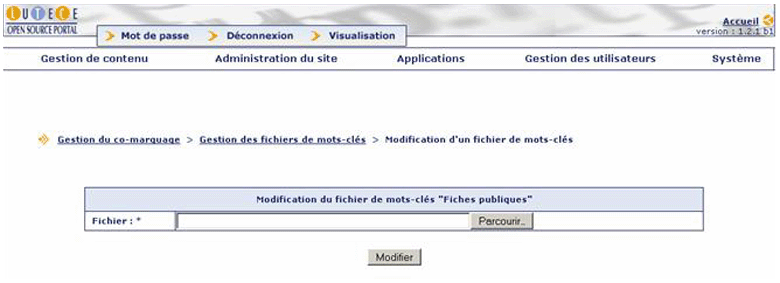 LUTECE
OPEN SOURCE PORTAL
Mot de passe Déconnexion Visualisation
Accueil
version : 1.2.1 b1
Gestion de contenu Administration du site Applications Gestion des utilisateurs Système
Gestion du co-marquage > Gestion des fichiers de mots-clés > Modification d'un fichier de mots-clés
Modification du fichier de mots-clés "Fiches publiques"
Fichier : * Parcourir..
Modifier